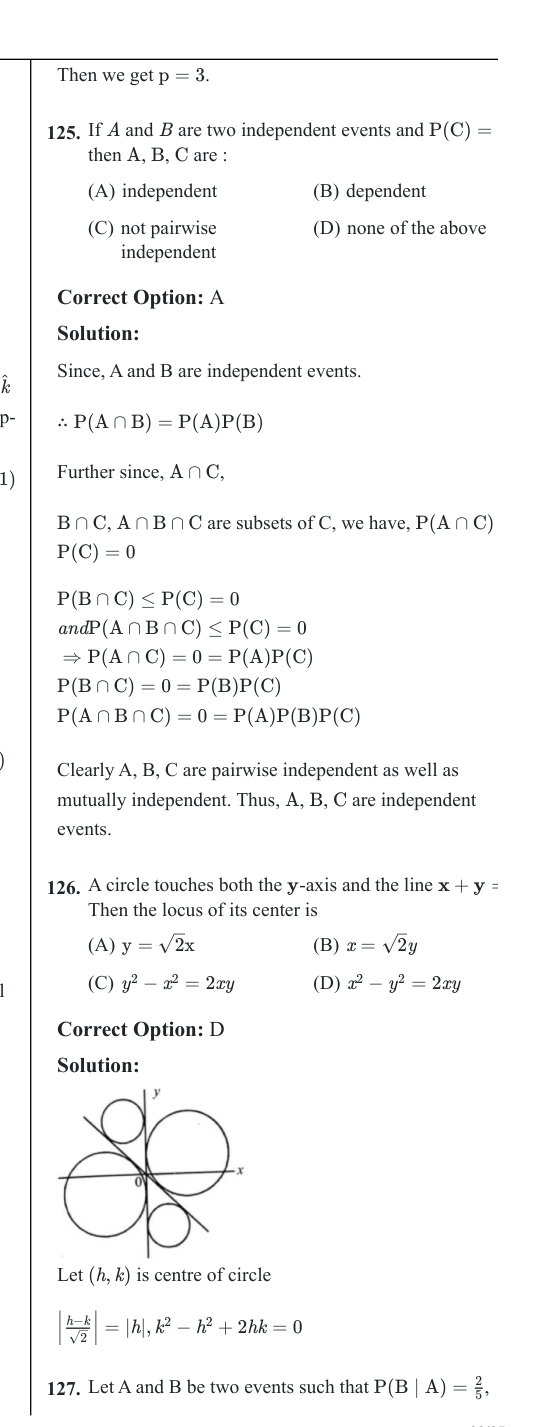 Then we get p = 3.
125. If A and B are two independent events and P(C) =
then A, B, C are :
(A) independent (B) dependent
(C) not pairwise independent (D) none of the above
Correct Option: A
Solution:
Since, A and B are independent events.
∴ P(A ∩ B) = P(A)P(B)
Further since, A ∩ C,
B ∩ C, A ∩ B ∩ C are subsets of C, we have, P(A ∩ C)
P(C) = 0
P(B ∩ C) ≤ P(C) = 0
andP(A ∩ B ∩ C) ≤ P(C) = 0
⇒ P(A ∩ C) = 0 = P(A)P(C)
P(B ∩ C) = 0 = P(B)P(C)
P(A ∩ B ∩ C) = 0 = P(A)P(B)P(C)
Clearly A, B, C are pairwise independent as well as
mutually independent. Thus, A, B, C are independent
events.
126. A circle touches both the y-axis and the line x + y =
Then the locus of its center is
(A) y = √2x (B) x = √2y
(C) y² − x² = 2xy (D) x² − y² = 2xy
Correct Option: D
Solution:
y
x
0
Let (h, k) is centre of circle
|(h−k)/√2| = |h|, k² − h² + 2hk = 0
127. Let A and B be two events such that P(B | A) = 2/5,